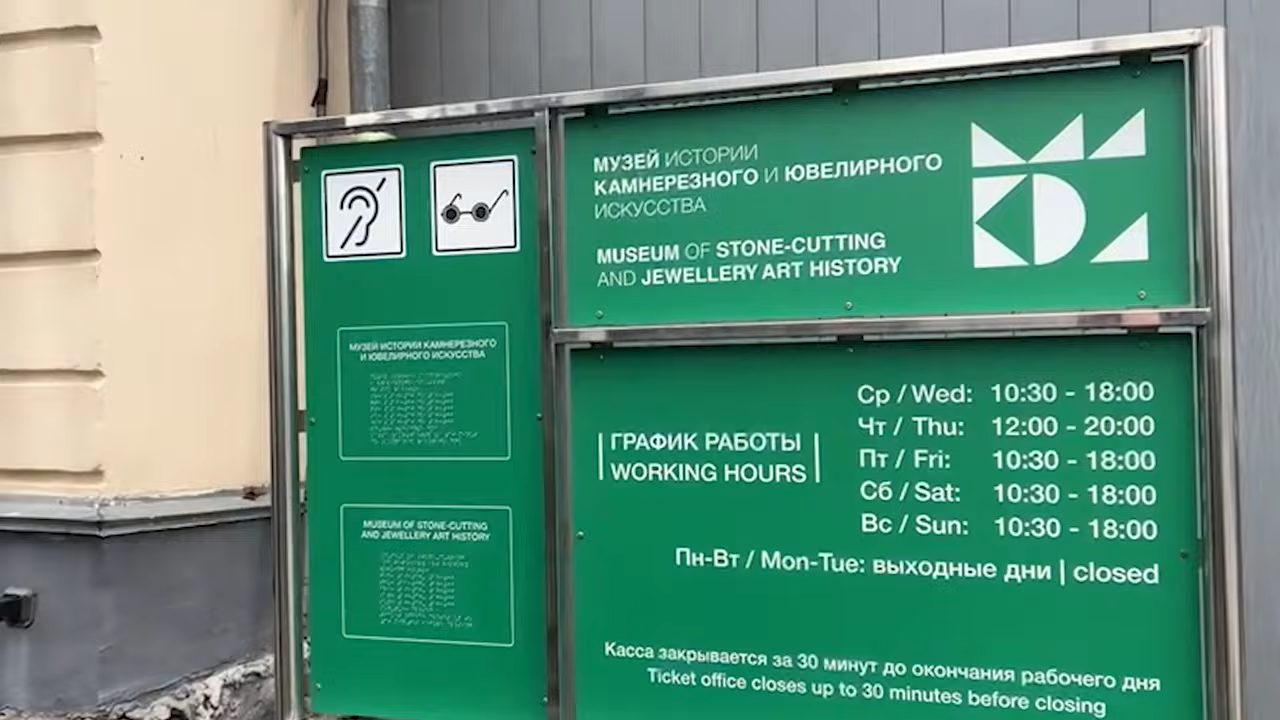 МУЗЕЙ ИСТОРИИ КАМНЕРЕЗНОГО
И ЮВЕЛИРНОГО ИСКУССТВА
MUSEUM OF STONE-CUTTING
AND JEWELLERY ART HISTORY
МУЗЕЙ ИСТОРИИ
КАМНЕРЕЗНОГО И ЮВЕЛИРНОГО
ИСКУССТВА
MUSEUM OF STONE-CUTTING
AND JEWELLERY ART HISTORY
ГРАФИК РАБОТЫ
WORKING HOURS
Ср / Wed: 10:30 - 18:00
Чт / Thu: 12:00 - 20:00
Пт / Fri: 10:30 - 18:00
Сб / Sat: 10:30 - 18:00
Вс / Sun: 10:30 - 18:00
Пн-Вт / Mon-Tue: выходные дни | closed
Касса закрывается за 30 минут до окончания рабочего дня
Ticket office closes up to 30 minutes before closing